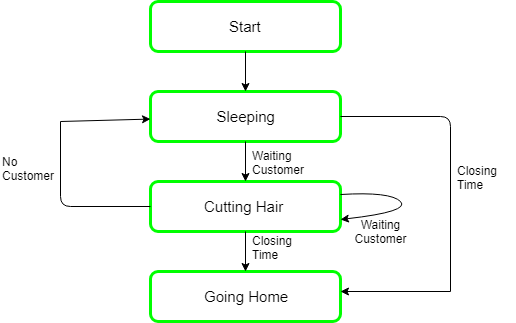 Start
Sleeping
Waiting
Customer
No
Customer
Closing
Time
Cutting Hair
Waiting
Customer
Closing
Time
Going Home